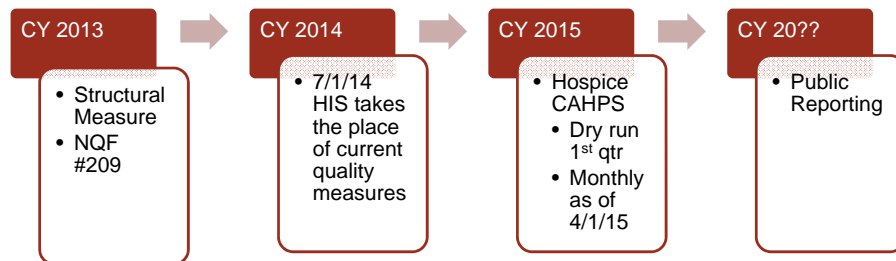 CY 2013
• Structural
Measure
• NQF
#209
CY 2014
• 7/1/14
HIS takes
the place
of current
quality
measures
CY 2015
• Hospice
CAHPS
• Dry run
1st qtr
• Monthly
as of
4/1/15
CY 20??
• Public
Reporting